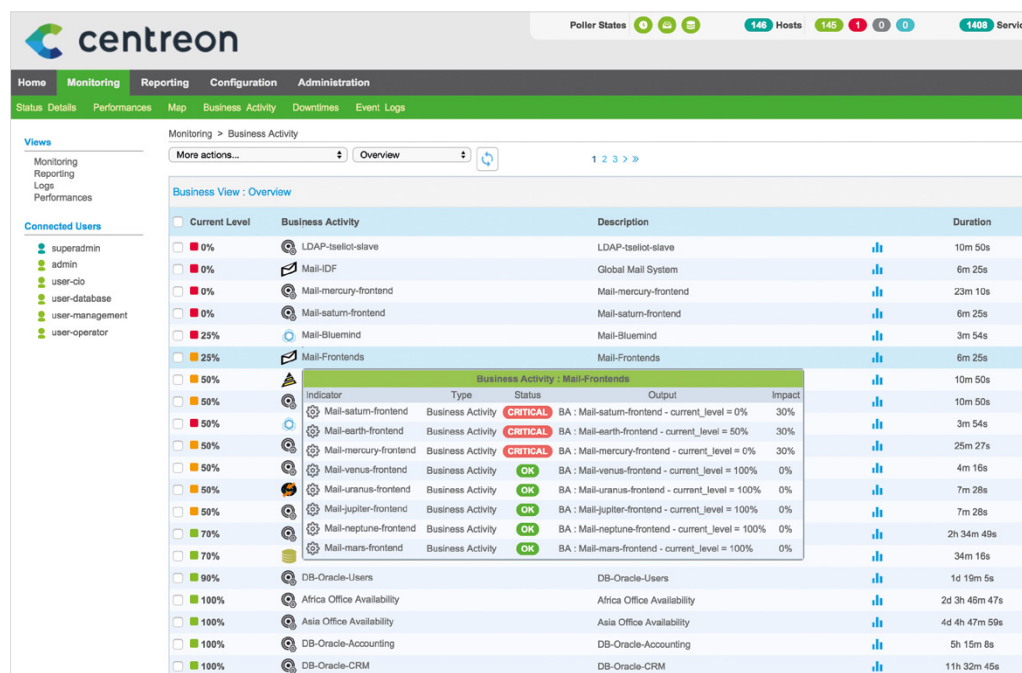 centreon
Poller States 146 Hosts 145 1 0 0 1408
Home Monitoring Reporting Configuration Administration
Status Details Performances Map Business Activity Downtimes Event Logs
Views
Monitoring
Reporting
Logs
Performances
Connected Users
superadmin
admin
user-cio
user-database
user-management
user-operator
Monitoring > Business Activity
More actions... Overview 1 2 3 > »
Business View : Overview
Current Level Business Activity Description Duration
0% LDAP-tseliot-slave LDAP-tseliot-slave 10m 50s
0% Mail-IDF Global Mail System 6m 25s
0% Mail-mercury-frontend Mail-mercury-frontend 23m 10s
0% Mail-saturn-frontend Mail-saturn-frontend 6m 25s
25% Mail-Bluemind Mail-Bluemind 3m 54s
25% Mail-Frontends Mail-Frontends 6m 25s
50% 10m 50s
50% 10m 50s
50% 3m 54s
50% 25m 27s
50% 4m 16s
50% 7m 28s
50% 7m 28s
70% 2h 34m 49s
70% 34m 16s
Business Activity : Mail-Frontends
Indicator Type Status Output Impact
Mail-saturn-frontend Business Activity CRITICAL BA : Mail-saturn-frontend - current_level = 0% 30%
Mail-earth-frontend Business Activity CRITICAL BA : Mail-earth-frontend - current_level = 50% 30%
Mail-mercury-frontend Business Activity CRITICAL BA : Mail-mercury-frontend - current_level = 0% 30%
Mail-venus-frontend Business Activity OK BA : Mail-venus-frontend - current_level = 100% 0%
Mail-uranus-frontend Business Activity OK BA : Mail-uranus-frontend - current_level = 100% 0%
Mail-jupiter-frontend Business Activity OK BA : Mail-jupiter-frontend - current_level = 100% 0%
Mail-neptune-frontend Business Activity OK BA : Mail-neptune-frontend - current_level = 100% 0%
Mail-mars-frontend Business Activity OK BA : Mail-mars-frontend - current_level = 100% 0%
90% DB-Oracle-Users DB-Oracle-Users 1d 19m 5s
100% Africa Office Availability Africa Office Availability 2d 3h 46m 47s
100% Asia Office Availability Asia Office Availability 4d 4h 47m 59s
100% DB-Oracle-Accounting DB-Oracle-Accounting 5h 15m 8s
100% DB-Oracle-CRM DB-Oracle-CRM 11h 32m 45s